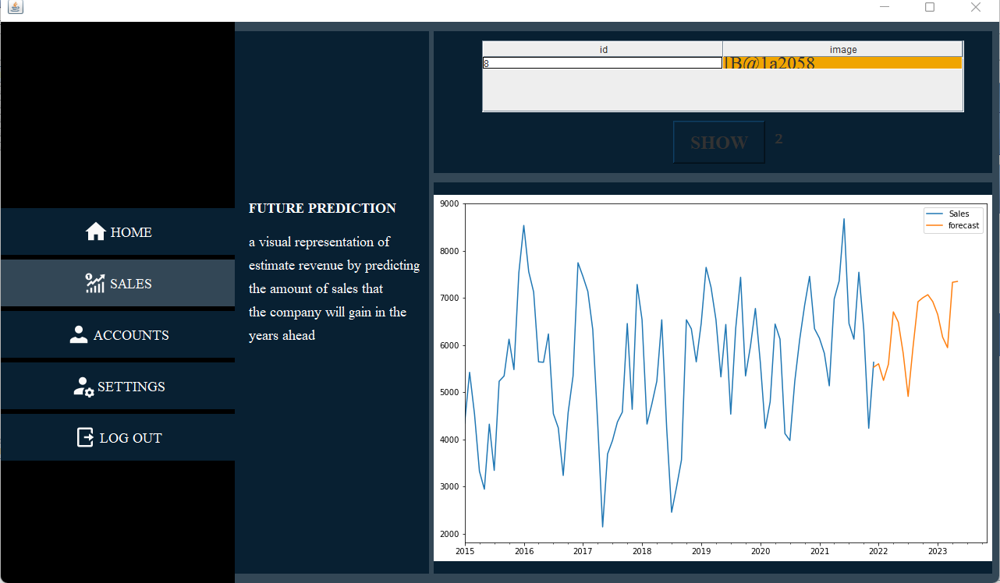 id image
8 [B@1a2058
SHOW 2
HOME
SALES
ACCOUNTS
SETTINGS
LOG OUT
FUTURE PREDICTION
a visual representation of
estimate revenue by predicting
the amount of sales that
the company will gain in the
years ahead
Sales
forecast
9000
8000
7000
6000
5000
4000
3000
2000
2015 2016 2017 2018 2019 2020 2021 2022 2023